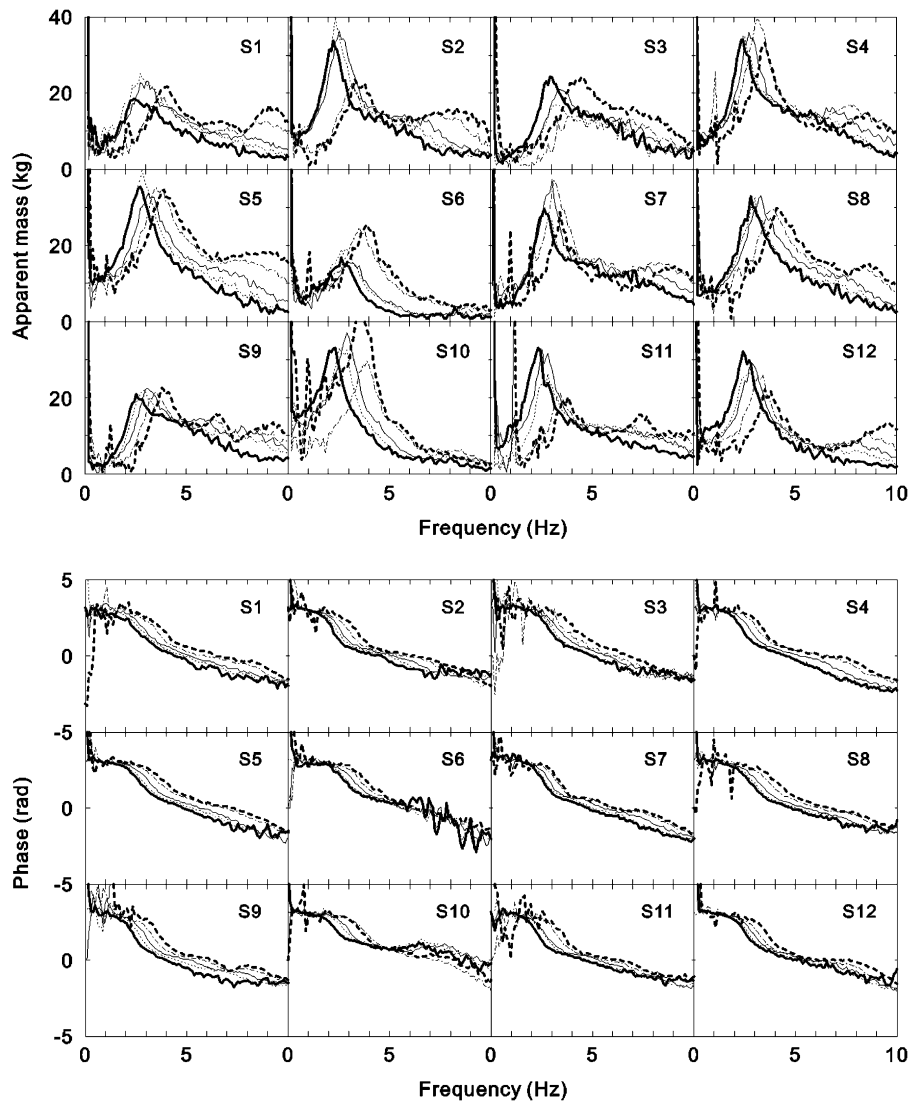 40
S1 S2 S3 S4
20
0
S5 S6 S7 S8
20
0
S9 S10 S11 S12
20
0
0 5 0 5 0 5 0 5 10
Apparent mass (kg)
Frequency (Hz)
5
S1 S2 S3 S4
0
-5
S5 S6 S7 S8
0
-5
S9 S10 S11 S12
0
-5
0 5 0 5 0 5 0 5 10
Phase (rad)
Frequency (Hz)